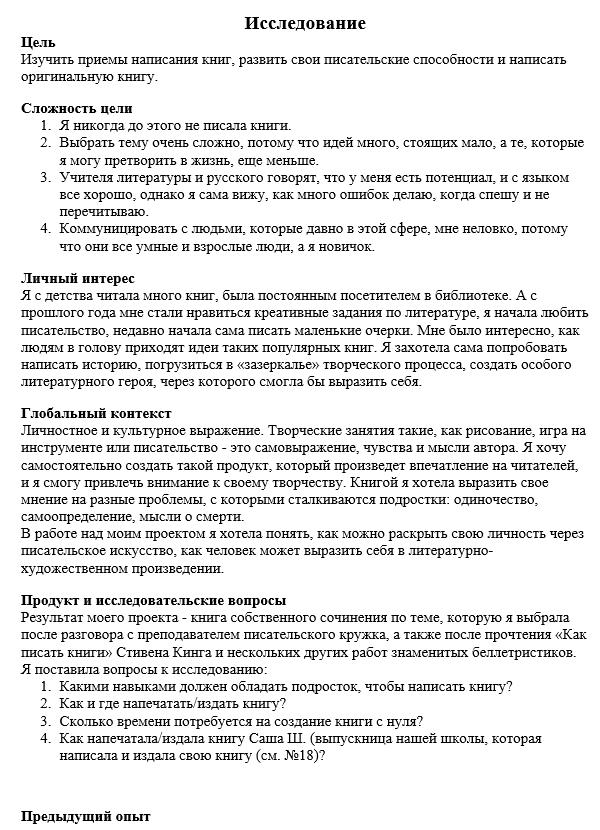 Исследование
Цель
Изучить приемы написания книг, развить свои писательские способности и написать
оригинальную книгу.
Сложность цели
1. Я никогда до этого не писала книги.
2. Выбрать тему очень сложно, потому что идей много, стоящих мало, а те, которые
я могу претворить в жизнь, еще меньше.
3. Учителя литературы и русского говорят, что у меня есть потенциал, и с языком
все хорошо, однако я сама вижу, как много ошибок делаю, когда спешу и не
перечитываю.
4. Коммуницировать с людьми, которые давно в этой сфере, мне неловко, потому
что они все умные и взрослые люди, а я новичок.
Личный интерес
Я с детства читала много книг, была постоянным посетителем в библиотеке. А с
прошлого года мне стали нравиться креативные задания по литературе, я начала любить
писательство, недавно начала сама писать маленькие очерки. Мне было интересно, как
людям в голову приходят идеи таких популярных книг. Я захотела сама попробовать
написать историю, погрузиться в «зазеркалье» творческого процесса, создать особого
литературного героя, через которого смогла бы выразить себя.
Глобальный контекст
Личностное и культурное выражение. Творческие занятия такие, как рисование, игра на
инструменте или писательство - это самовыражение, чувства и мысли автора. Я хочу
самостоятельно создать такой продукт, который произведет впечатление на читателей,
и я смогу привлечь внимание к своему творчеству. Книгой я хотела выразить свое
мнение на разные проблемы, с которыми сталкиваются подростки: одиночество,
самоопределение, мысли о смерти.
В работе над моим проектом я хотела понять, как можно раскрыть свою личность через
писательское искусство, как человек может выразить себя в литературно-
художественном произведении.
Продукт и исследовательские вопросы
Результат моего проекта - книга собственного сочинения по теме, которую я выбрала
после разговора с преподавателем писательского кружка, а также после прочтения «Как
писать книги» Стивена Кинга и нескольких других работ знаменитых беллетристиков.
Я поставила вопросы к исследованию:
1. Какими навыками должен обладать подросток, чтобы написать книгу?
2. Как и где напечатать/издать книгу?
3. Сколько времени потребуется на создание книги с нуля?
4. Как напечатала/издала книгу Саша Ш. (выпускница нашей школы, которая
написала и издала свою книгу (см. №18)?
Предыдущий опыт